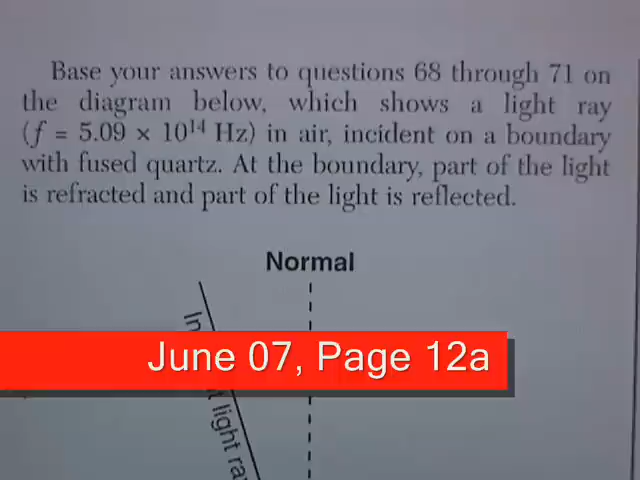 Base your answers to questions 68 through 71 on
the diagram below, which shows a light ray
(f = 5.09 × 10¹⁴ Hz) in air, incident on a boundary
with fused quartz. At the boundary, part of the light
is refracted and part of the light is reflected.
Normal
June 07, Page 12a
light